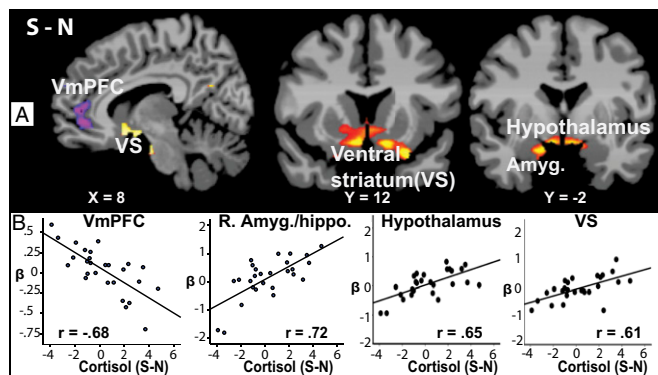 S - N
VmPFC
A
VS
X = 8
Ventral
striatum(VS)
Y = 12
Hypothalamus
Amyg.
Y = -2
B
VmPFC
.5
.25
β 0
-.25
-.5
-.75
r = -.68
-4 -2 0 2 4 6
Cortisol (S-N)
R. Amyg./hippo.
2
1
β 0
-1
-2
r = .72
-4 -2 0 2 4 6
Cortisol (S-N)
Hypothalamus
2
1
β 0
-1
-2
r = .65
-4 -2 0 2 4 6
Cortisol (S-N)
VS
2
1
β 0
-1
-2
r = .61
-4 -2 0 2 4 6
Cortisol (S-N)